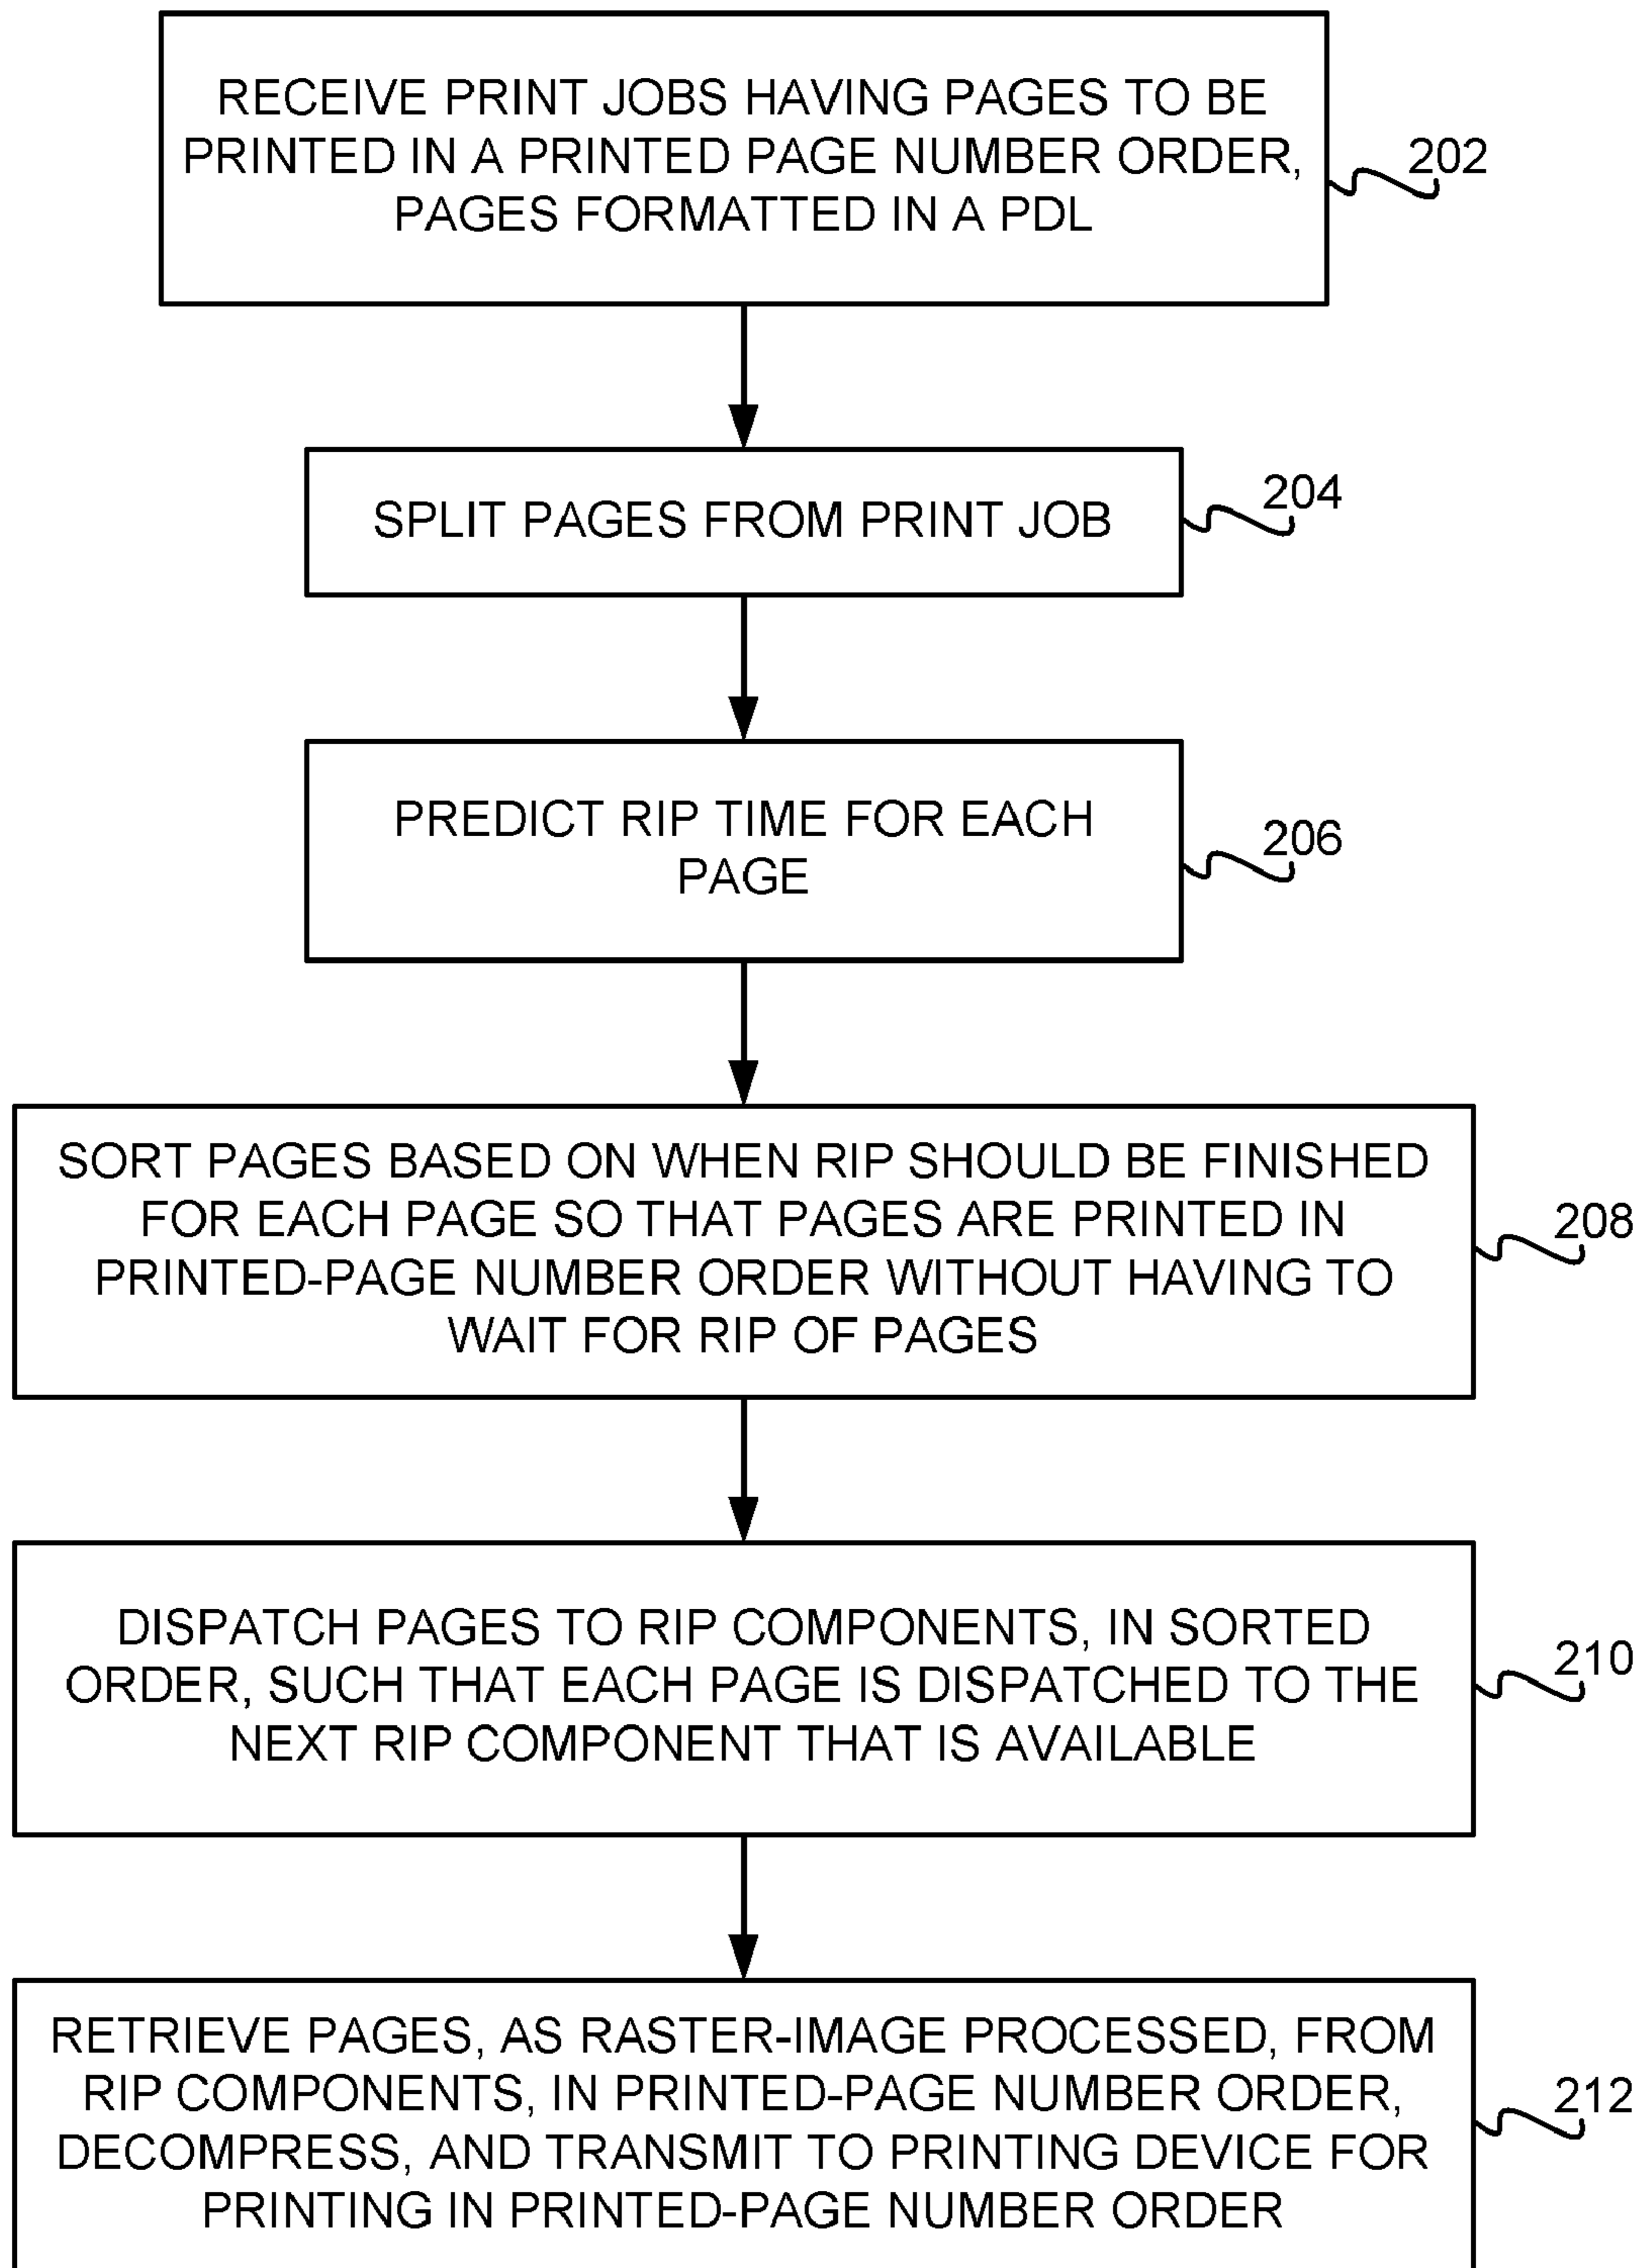 RECEIVE PRINT JOBS HAVING PAGES TO BE
PRINTED IN A PRINTED PAGE NUMBER ORDER,
PAGES FORMATTED IN A PDL
202
SPLIT PAGES FROM PRINT JOB
204
PREDICT RIP TIME FOR EACH
PAGE
206
SORT PAGES BASED ON WHEN RIP SHOULD BE FINISHED
FOR EACH PAGE SO THAT PAGES ARE PRINTED IN
PRINTED-PAGE NUMBER ORDER WITHOUT HAVING TO
WAIT FOR RIP OF PAGES
208
DISPATCH PAGES TO RIP COMPONENTS, IN SORTED
ORDER, SUCH THAT EACH PAGE IS DISPATCHED TO THE
NEXT RIP COMPONENT THAT IS AVAILABLE
210
RETRIEVE PAGES, AS RASTER-IMAGE PROCESSED, FROM
RIP COMPONENTS, IN PRINTED-PAGE NUMBER ORDER,
DECOMPRESS, AND TRANSMIT TO PRINTING DEVICE FOR
PRINTING IN PRINTED-PAGE NUMBER ORDER
212